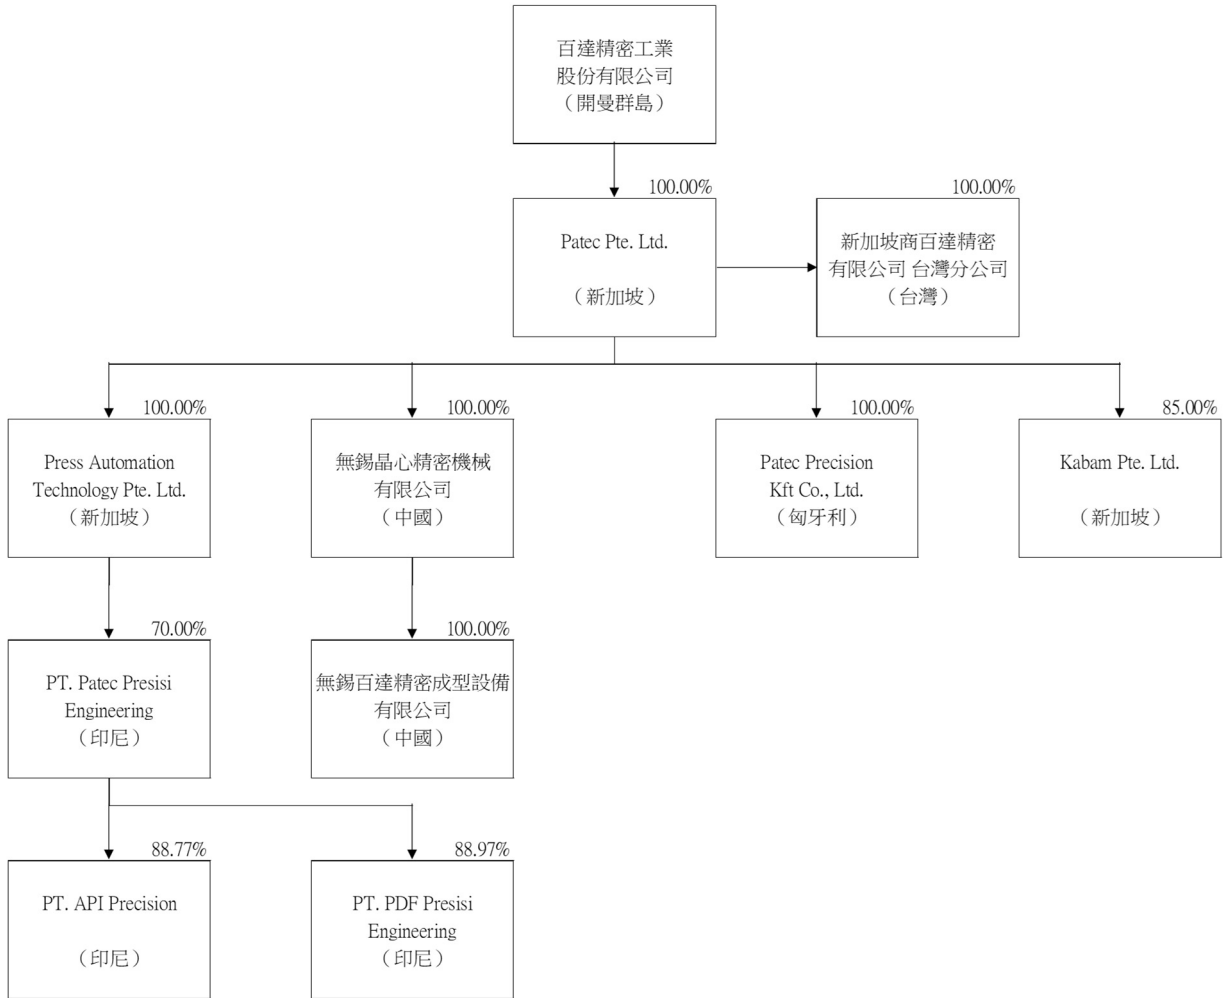 百達精密工業
股份有限公司
（開曼群島）
100.00%
100.00%
Patec Pte. Ltd.
（新加坡）
新加坡商百達精密
有限公司 台灣分公司
（台灣）
100.00%
100.00%
100.00%
85.00%
Press Automation
Technology Pte. Ltd.
（新加坡）
無錫晶心精密機械
有限公司
（中國）
Patec Precision
Kft Co., Ltd.
（匈牙利）
Kabam Pte. Ltd.
（新加坡）
70.00%
100.00%
PT. Patec Presisi
Engineering
（印尼）
無錫百達精密成型設備
有限公司
（中國）
88.77%
88.97%
PT. API Precision
（印尼）
PT. PDF Presisi
Engineering
（印尼）